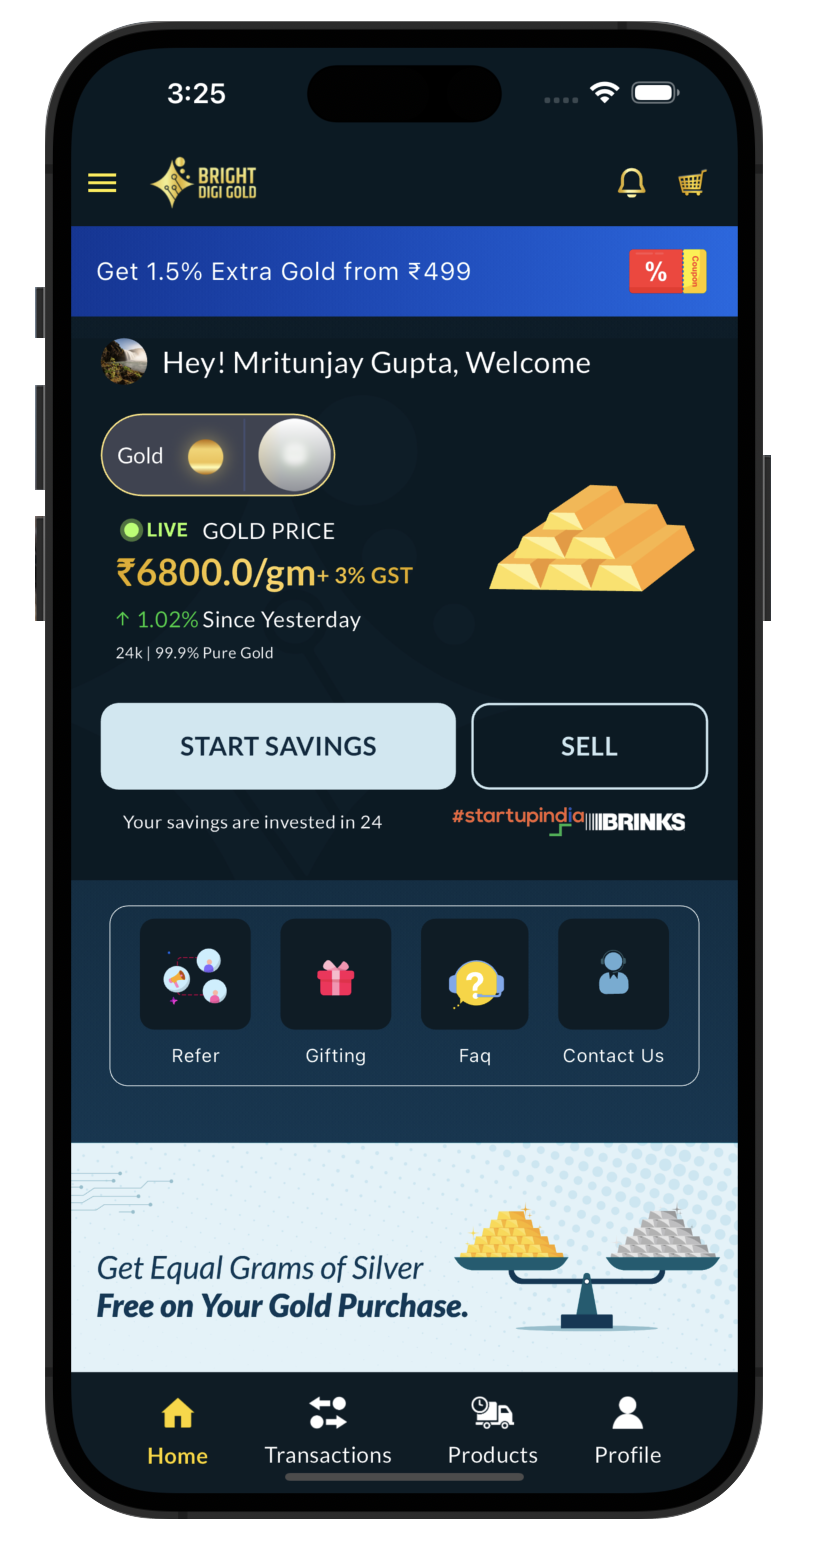 3:25
BRIGHT
DIGI GOLD
Get 1.5% Extra Gold from ₹499
%
Coupon
Hey! Mritunjay Gupta, Welcome
Gold
LIVE GOLD PRICE
₹6800.0/gm+ 3% GST
↑ 1.02% Since Yesterday
24k | 99.9% Pure Gold
START SAVINGS
SELL
Your savings are invested in 24
#startupindia
BRINKS
?
Refer
Gifting
Faq
Contact Us
Get Equal Grams of Silver
Free on Your Gold Purchase.
Home
Transactions
Products
Profile